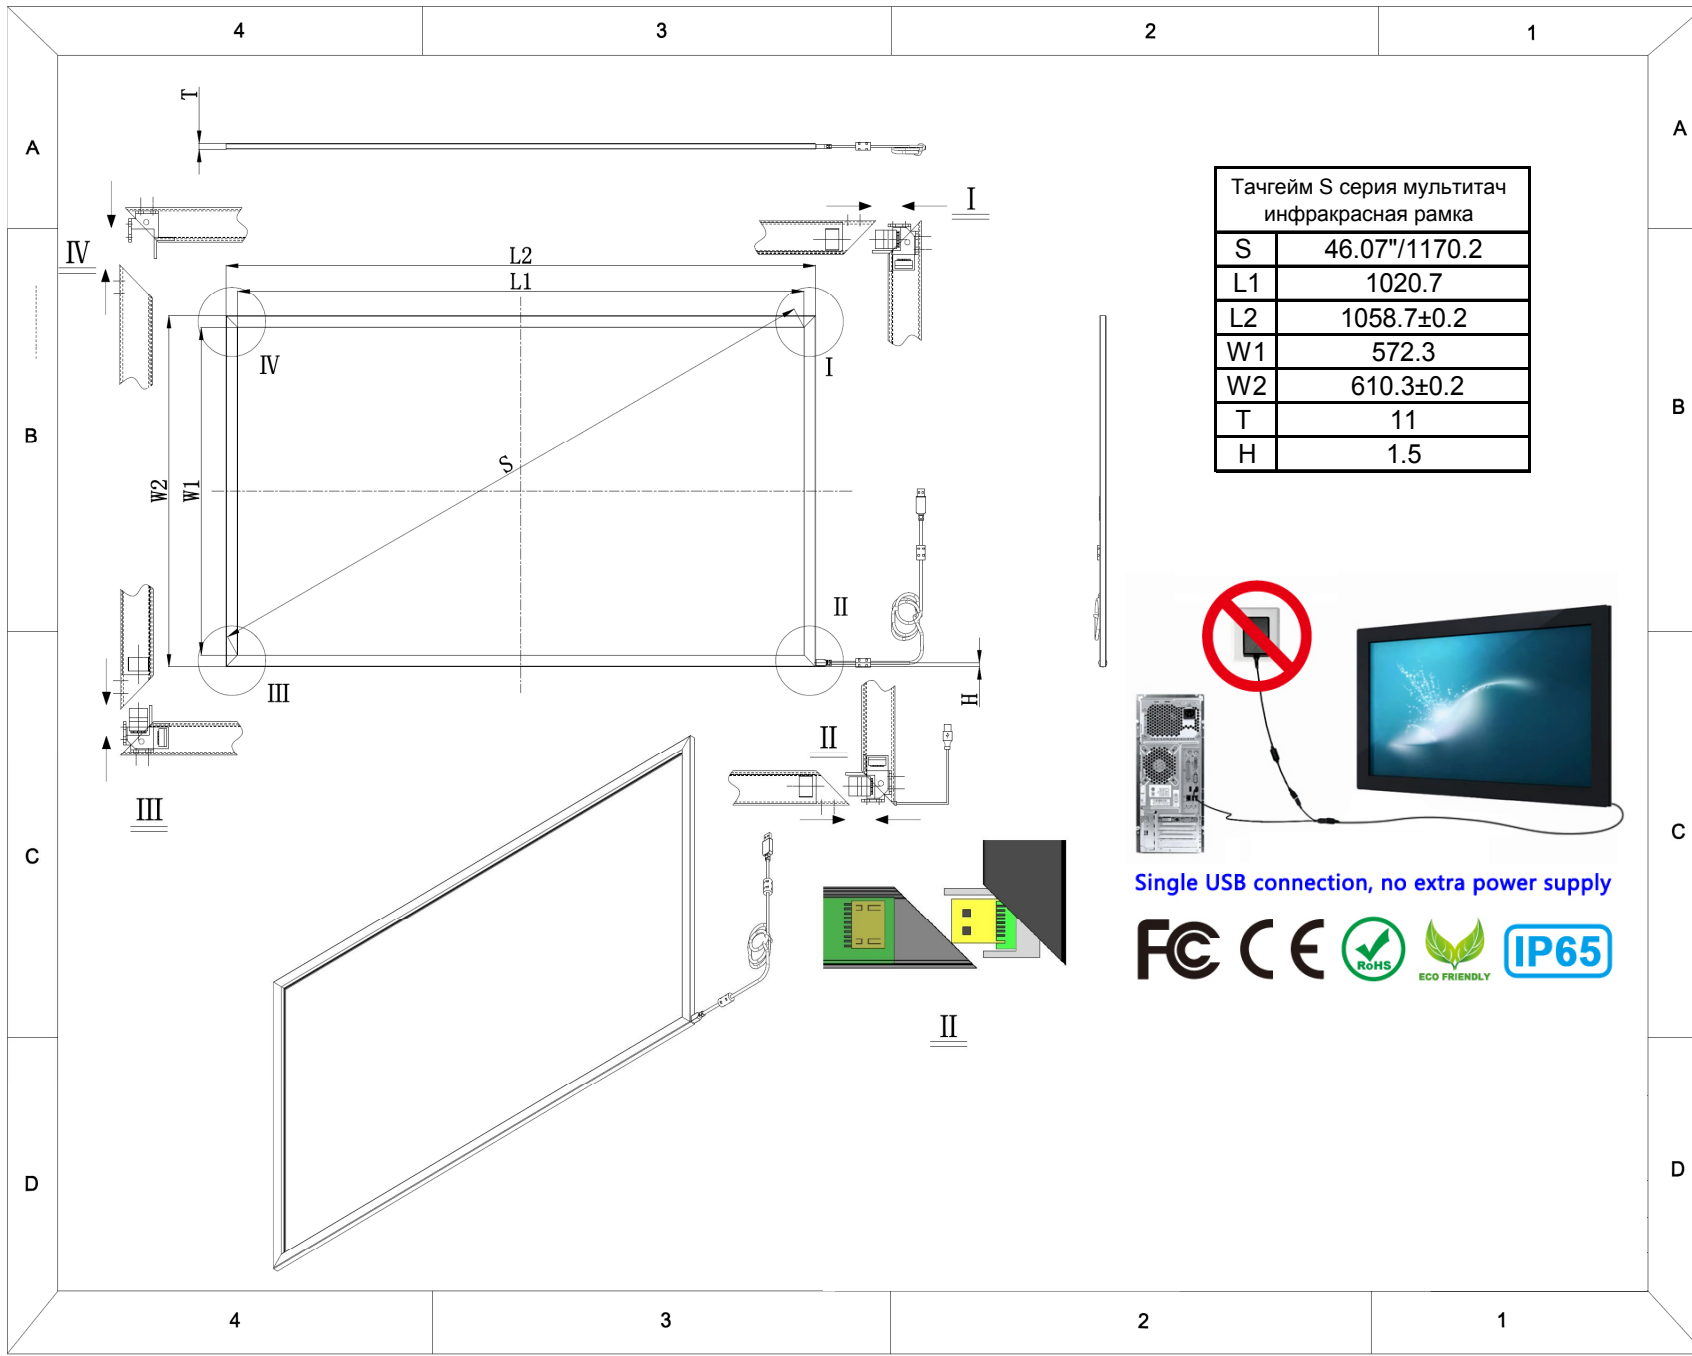 4 3 2 1
A
A
T
I
IV
L2
L1
IV
I
W2
W1
S
II
III
H
II
III
II
B
B
C
C
D
D
Тачгейм S серия мультитач
инфракрасная рамка
S 46.07"/1170.2
L1 1020.7
L2 1058.7±0.2
W1 572.3
W2 610.3±0.2
T 11
H 1.5
Single USB connection, no extra power supply
FC CE RoHS ECO FRIENDLY IP65
4 3 2 1